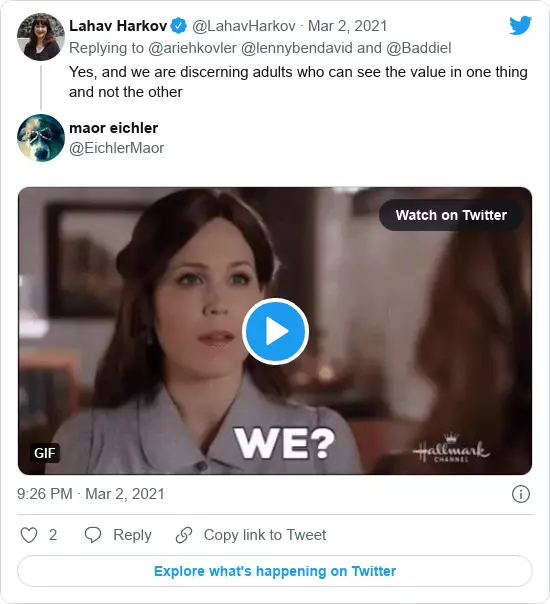 Lahav Harkov @LahavHarkov · Mar 2, 2021
Replying to @ariehkovler @lennybendavid and @Baddiel
Yes, and we are discerning adults who can see the value in one thing
and not the other
maor eichler
@EichlerMaor
Watch on Twitter
WE?
Hallmark
CHANNEL
GIF
9:26 PM · Mar 2, 2021
2 Reply Copy link to Tweet
Explore what's happening on Twitter